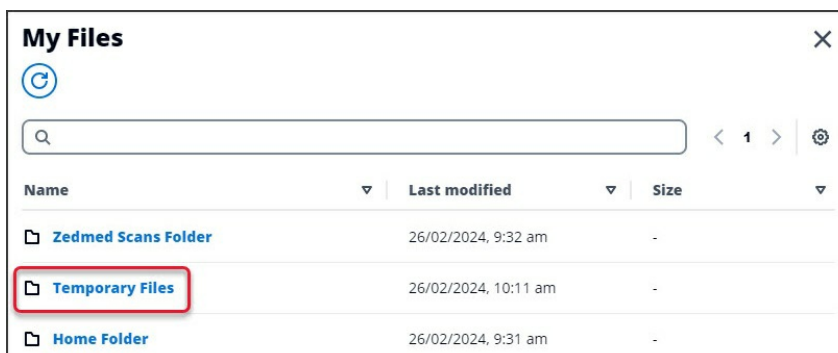 My Files
1
Name Last modified Size
Zedmed Scans Folder 26/02/2024, 9:32 am -
Temporary Files 26/02/2024, 10:11 am -
Home Folder 26/02/2024, 9:31 am -